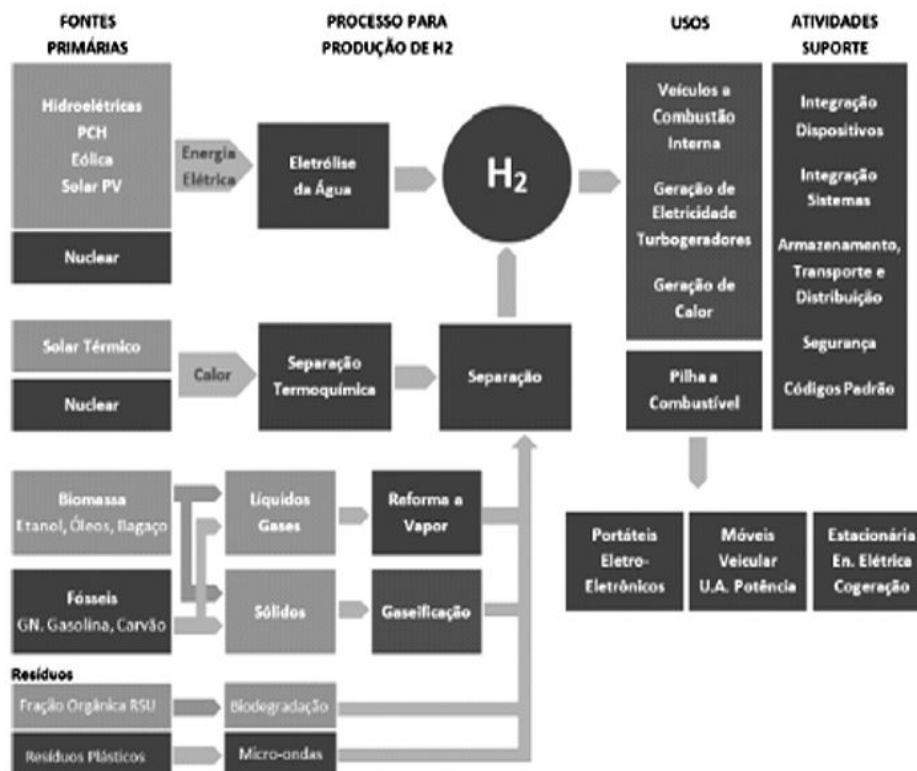 FONTES
PRIMÁRIAS
PROCESSO PARA
PRODUÇÃO DE H2
USOS
ATIVIDADES
SUPORTE
Hidroelétricas
PCH
Eólica
Solar PV
Nuclear
Energia
Elétrica
Eletrólise
da Água
H2
Veículos a
Combustão
Interna
Geração de
Eletricidade
Turbogeradores
Geração de
Calor
Pilha a
Combustível
Integração
Dispositivos
Integração
Sistemas
Armazenamento,
Transporte e
Distribuição
Segurança
Códigos Padrão
Solar Térmico
Nuclear
Calor
Separação
Termoquímica
Separação
Biomassa
Etanol, Óleos, Bagaço
Líquidos
Gases
Reforma a
Vapor
Fósseis
GN. Gasolina, Carvão
Sólidos
Gaseificação
Portáteis
Eletro-
Eletrônicos
Móveis
Veicular
U.A. Potência
Estacionária
En. Elétrica
Cogeração
Resíduos
Fração Orgânica RSU
Biodegradação
Resíduos Plásticos
Micro-ondas